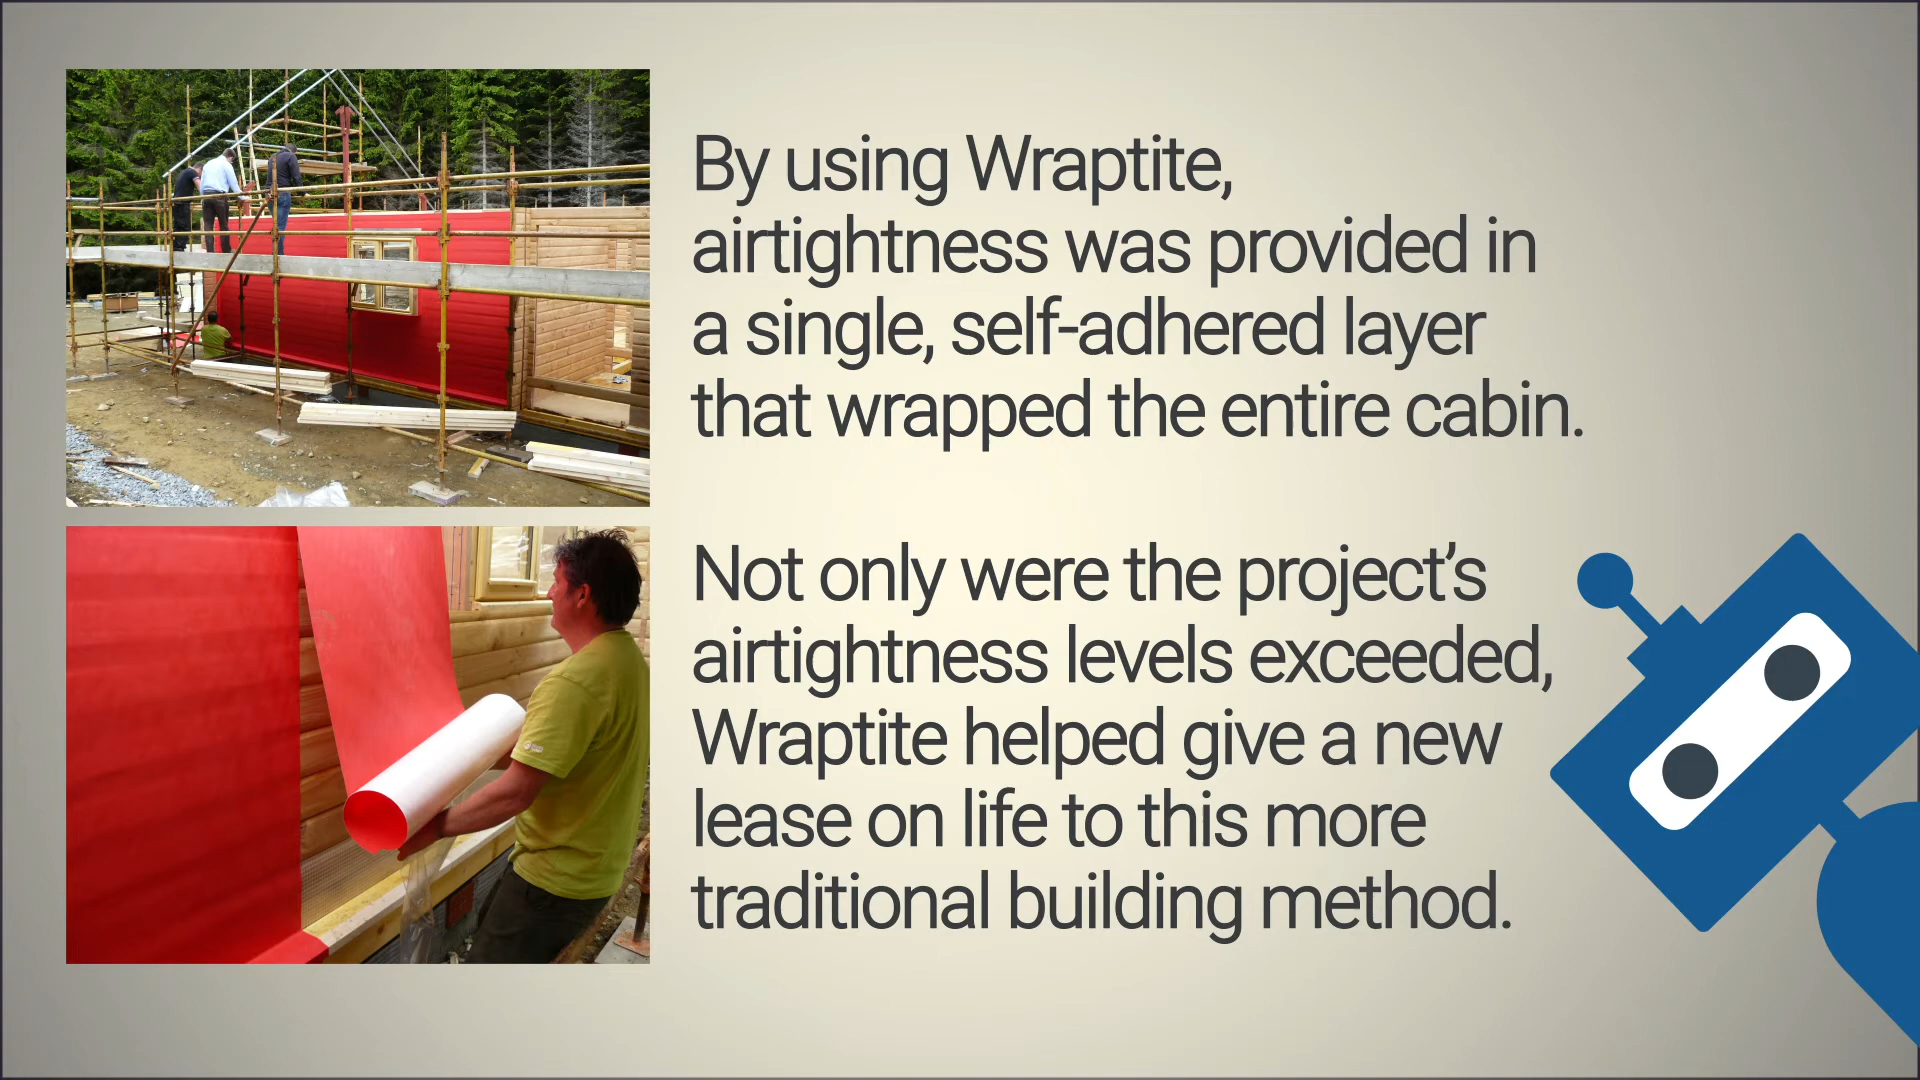 By using Wraptite,
airtightness was provided in
a single, self-adhered layer
that wrapped the entire cabin.
Not only were the project’s
airtightness levels exceeded,
Wraptite helped give a new
lease on life to this more
traditional building method.